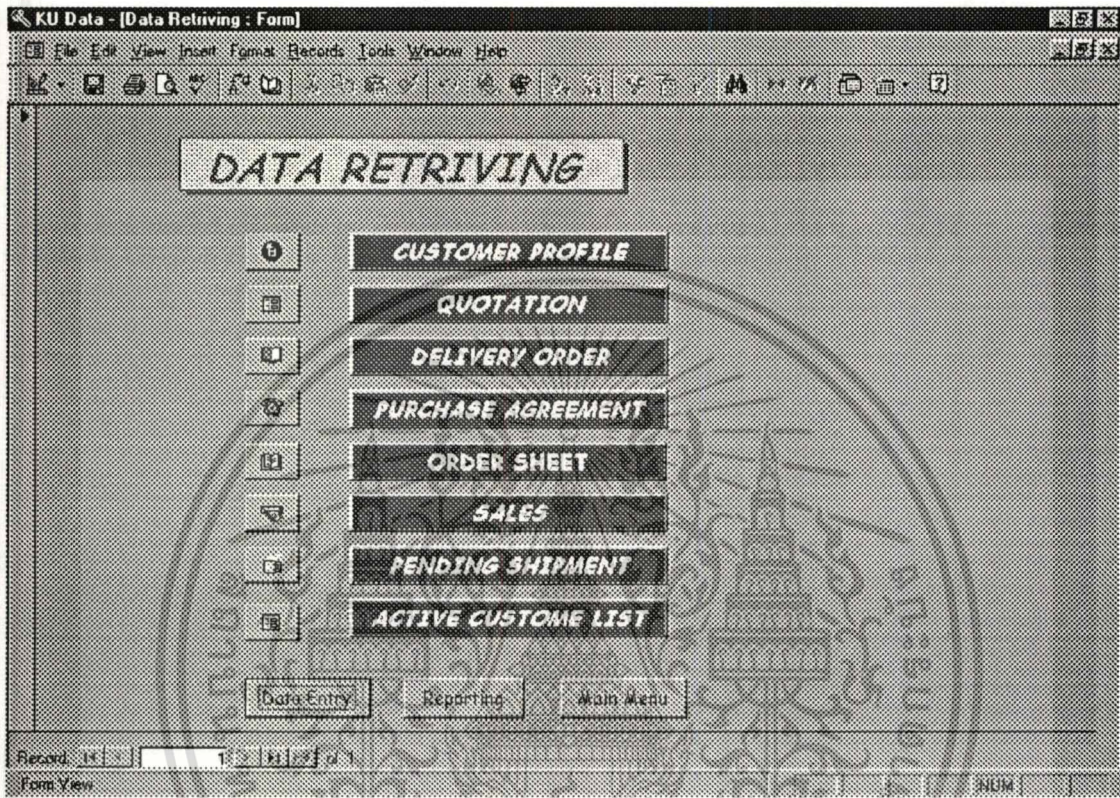 KU Data - [Data Retriving : Form]
File Edit View Insert Format Records Tools Window Help
DATA RETRIVING
CUSTOMER PROFILE
QUOTATION
DELIVERY ORDER
PURCHASE AGREEMENT
ORDER SHEET
SALES
PENDING SHIPMENT
ACTIVE CUSTOME LIST
Data Entry Reporting Main Menu
Record: 1 of 1
Form View NUM